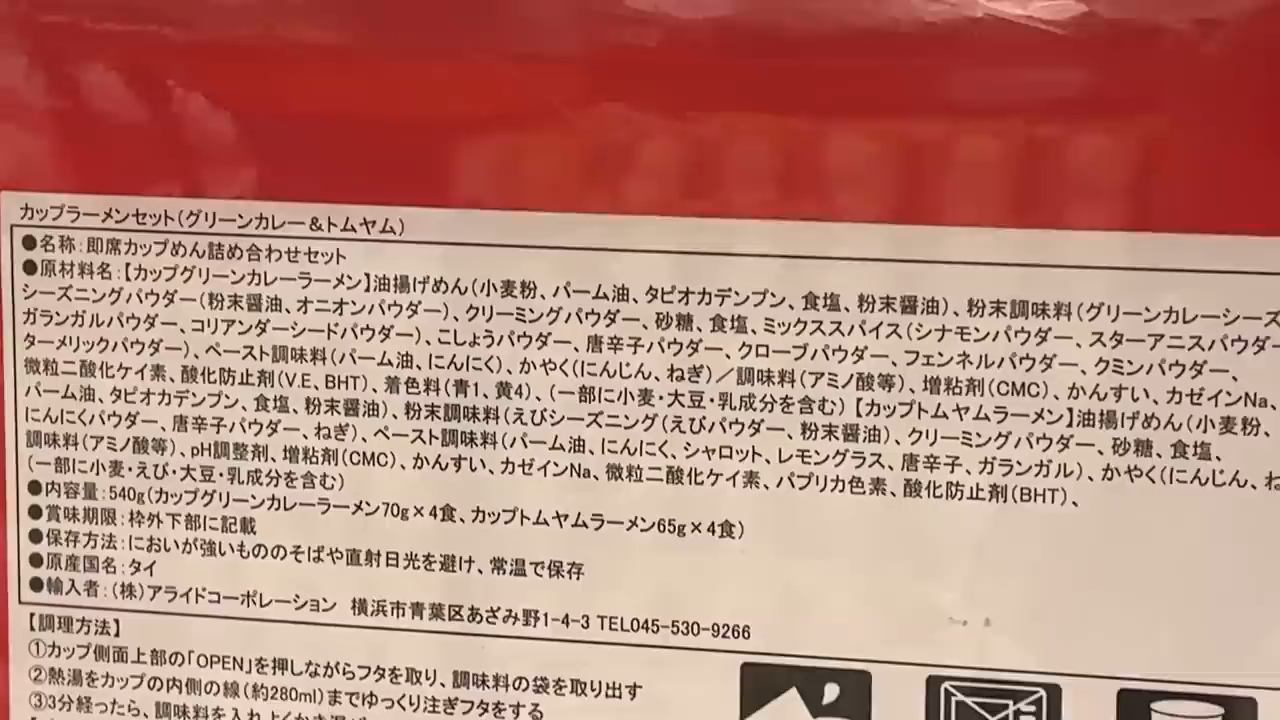 カップラーメンセット(グリーンカレー&トムヤム)
●名称:即席カップめん詰め合わせセット
●原材料名:【カップグリーンカレーラーメン】油揚げめん(小麦粉、パーム油、タピオカデンプン、食塩、粉末醤油)、粉末調味料(グリーンカレーシーズ
シーズニングパウダー(粉末醤油、オニオンパウダー)、クリーミングパウダー、砂糖、食塩、ミックススパイス(シナモンパウダー、スターアニスパウダー
ガランガルパウダー、コリアンダーシードパウダー)、こしょうパウダー、唐辛子パウダー、クローブパウダー、フェンネルパウダー、クミンパウダー、
ターメリックパウダー)、ペースト調味料(パーム油、にんにく)、かやく(にんじん、ねぎ)/調味料(アミノ酸等)、増粘剤(CMC)、かんすい、カゼインNa、
微粒二酸化ケイ素、酸化防止剤(V.E、BHT)、着色料(青1、黄4)、(一部に小麦・大豆・乳成分を含む)【カップトムヤムラーメン】油揚げめん(小麦粉、
パーム油、タピオカデンプン、食塩、粉末醤油)、粉末調味料(えびシーズニング(えびパウダー、粉末醤油)、クリーミングパウダー、砂糖、食塩、
にんにくパウダー、唐辛子パウダー、ねぎ)、ペースト調味料(パーム油、にんにく、シャロット、レモングラス、唐辛子、ガランガル)、かやく(にんじん、ね
調味料(アミノ酸等)、pH調整剤、増粘剤(CMC)、かんすい、カゼインNa、微粒二酸化ケイ素、パプリカ色素、酸化防止剤(BHT)、
(一部に小麦・えび・大豆・乳成分を含む)
●内容量:540g(カップグリーンカレーラーメン70g×4食、カップトムヤムラーメン65g×4食)
●賞味期限:枠外下部に記載
●保存方法:においが強いもののそばや直射日光を避け、常温で保存
●原産国名:タイ
●輸入者:(株)アライドコーポレーション 横浜市青葉区あざみ野1-4-3 TEL045-530-9266
【調理方法】
①カップ側面上部の「OPEN」を押しながらフタを取り、調味料の袋を取り出す
②熱湯をカップの内側の線(約280ml)までゆっくり注ぎフタをする
③3分経ったら、調味料を入れよくかき混